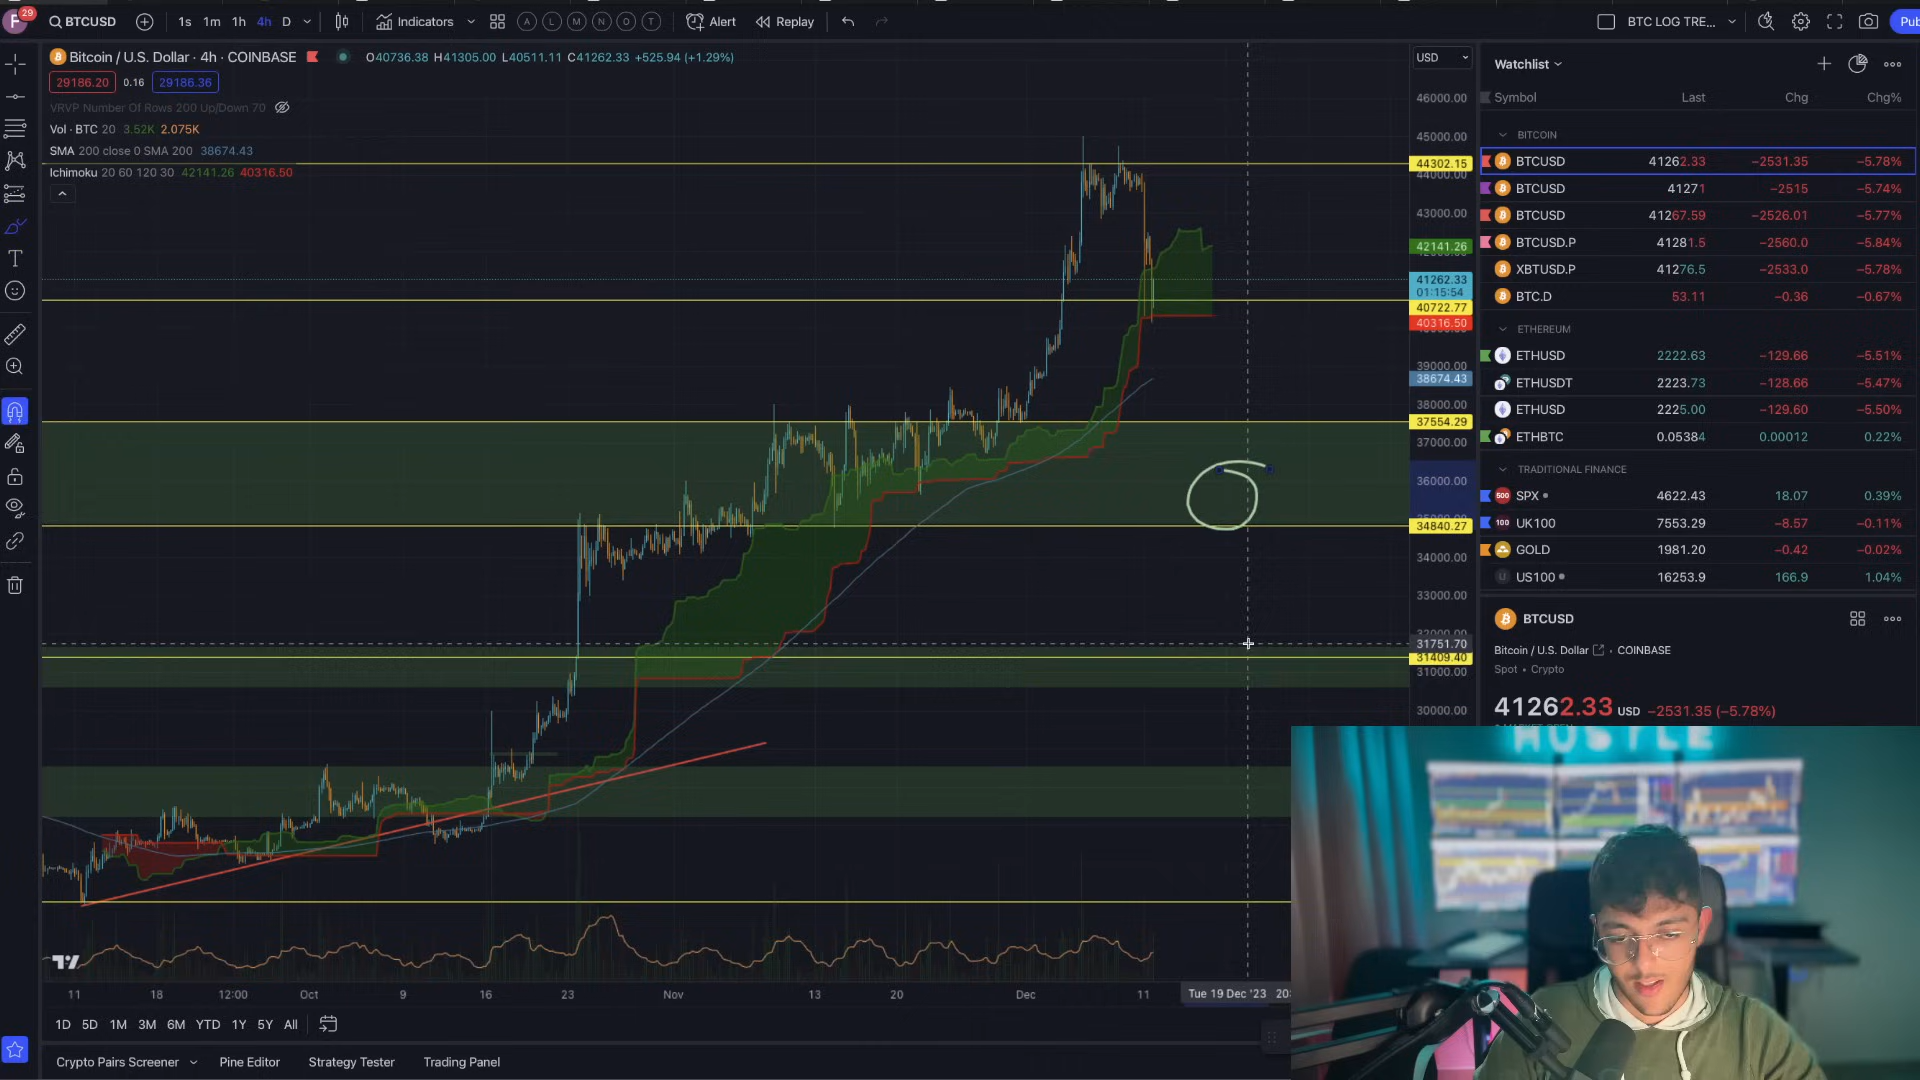 29
BTCUSD 1s 1m 1h 4h D Indicators A L M N O T Alert Replay BTC LOG TRE... Pub
Bitcoin / U.S. Dollar · 4h · COINBASE O40736.38 H41305.00 L40511.11 C41262.33 +525.94 (+1.29%)
29186.20 0.16 29186.36
VRVP Number Of Rows 200 Up/Down 70
Vol · BTC 20 3.52K 2.075K
SMA 200 close 0 SMA 200 38674.43
Ichimoku 20 60 120 30 42141.26 40316.50
USD
46000.00
45000.00
44302.15
44000.00
43000.00
42141.26
41262.33
01:15:54
40722.77
40316.50
39000.00
38674.43
38000.00
37554.29
37000.00
36000.00
34840.27
34000.00
33000.00
31751.70
31409.40
31000.00
30000.00
11 18 12:00 Oct 9 16 23 Nov 13 20 Dec 11 Tue 19 Dec '23
1D 5D 1M 3M 6M YTD 1Y 5Y All
Crypto Pairs Screener Pine Editor Strategy Tester Trading Panel
Watchlist
Symbol Last Chg Chg%
BITCOIN
BTCUSD 41262.33 −2531.35 −5.78%
BTCUSD 41271 −2515 −5.74%
BTCUSD 41267.59 −2526.01 −5.77%
BTCUSD.P 41281.5 −2560.0 −5.84%
XBTUSD.P 41276.5 −2533.0 −5.78%
BTC.D 53.11 −0.36 −0.67%
ETHEREUM
ETHUSD 2222.63 −129.66 −5.51%
ETHUSDT 2223.73 −128.66 −5.47%
ETHUSD 2225.00 −129.60 −5.50%
ETHBTC 0.05384 0.00012 0.22%
TRADITIONAL FINANCE
500 SPX 4622.43 18.07 0.39%
100 UK100 7553.29 −8.57 −0.11%
GOLD 1981.20 −0.42 −0.02%
U US100 16253.9 166.9 1.04%
BTCUSD
Bitcoin / U.S. Dollar · COINBASE
Spot • Crypto
41262.33 USD −2531.35 (−5.78%)
HUSTLE